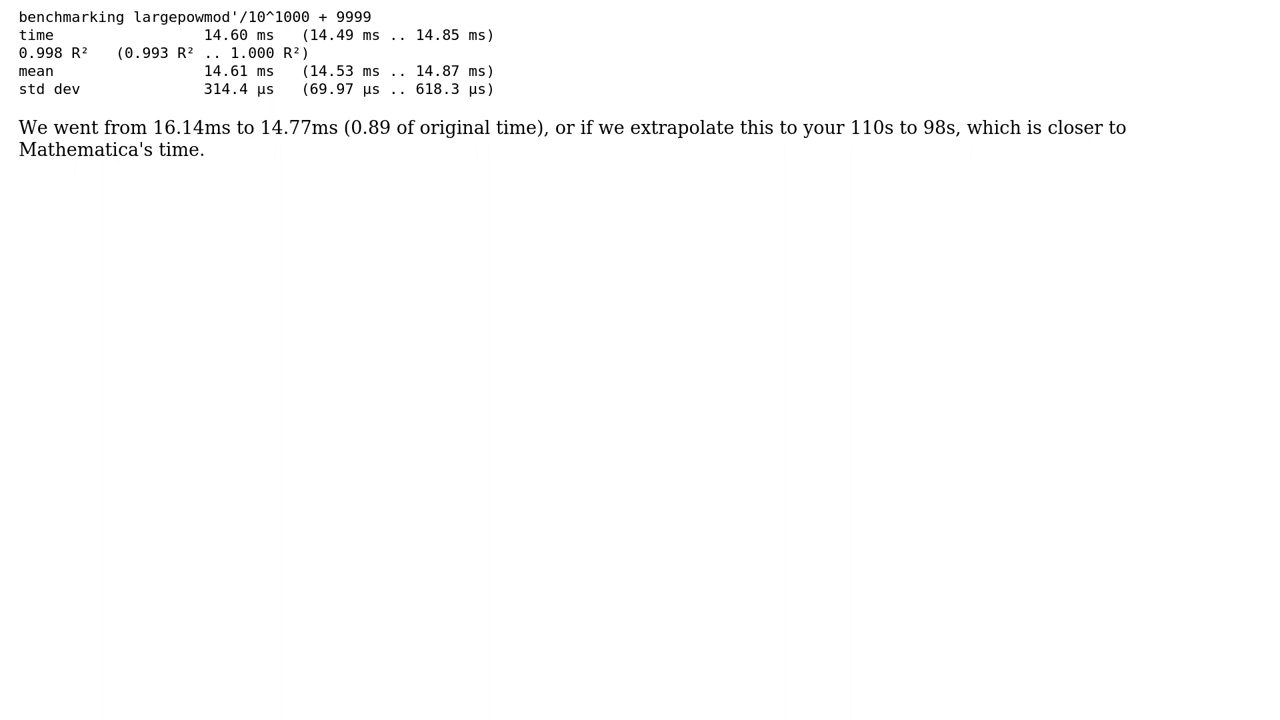 benchmarking largepowmod'/10^1000 + 9999
time                 14.60 ms   (14.49 ms .. 14.85 ms)
0.998 R²   (0.993 R² .. 1.000 R²)
mean                 14.61 ms   (14.53 ms .. 14.87 ms)
std dev              314.4 μs   (69.97 μs .. 618.3 μs)
We went from 16.14ms to 14.77ms (0.89 of original time), or if we extrapolate this to your 110s to 98s, which is closer to
Mathematica's time.